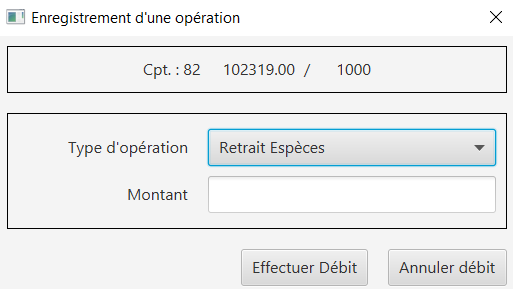 Enregistrement d'une opération
Cpt. : 82 102319.00 / 1000
Type d'opération Retrait Espèces
Montant
Effectuer Débit Annuler débit